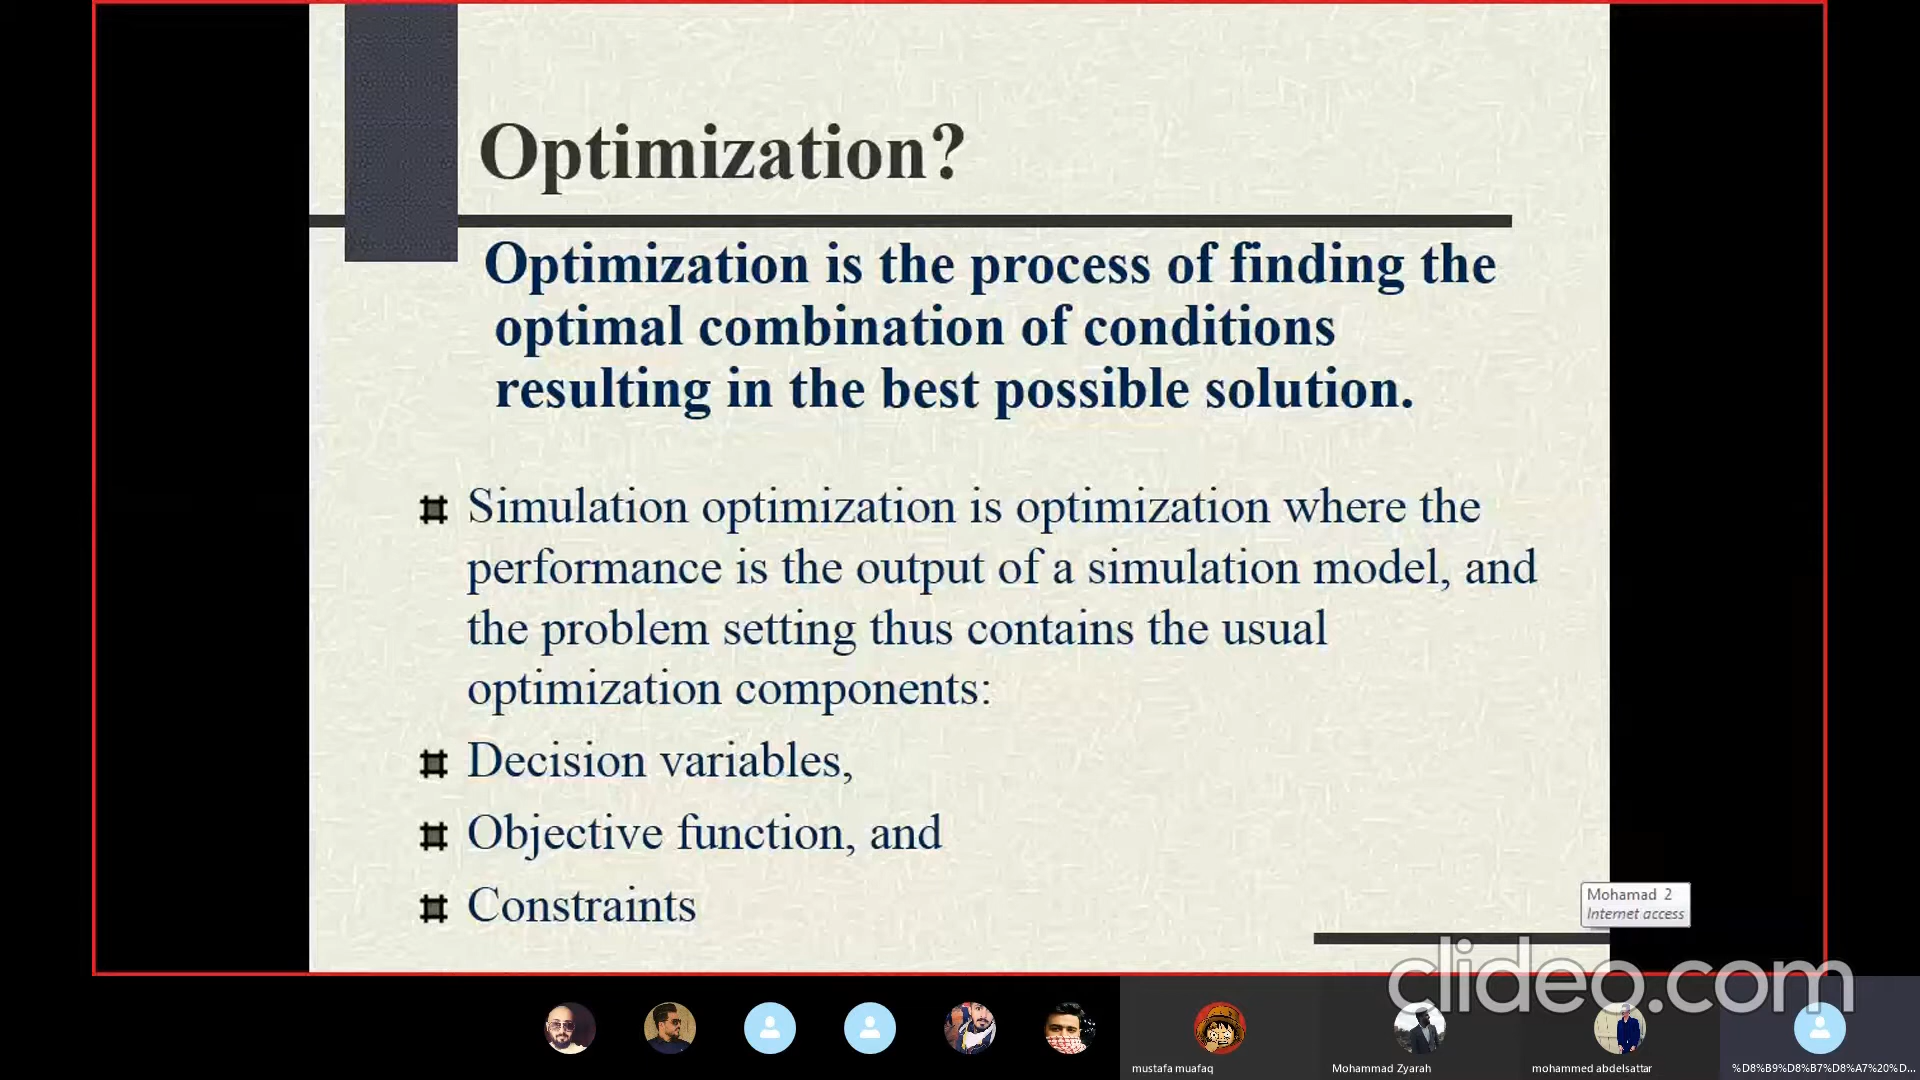 Optimization?
Optimization is the process of finding the
optimal combination of conditions
resulting in the best possible solution.
Simulation optimization is optimization where the
performance is the output of a simulation model, and
the problem setting thus contains the usual
optimization components:
Decision variables,
Objective function, and
Constraints
Mohamad 2
Internet access
clideo.com
mustafa muafaq
Mohammad Zyarah
mohammed abdelsattar
%D8%B9%D8%B7%D8%A7%20%D...